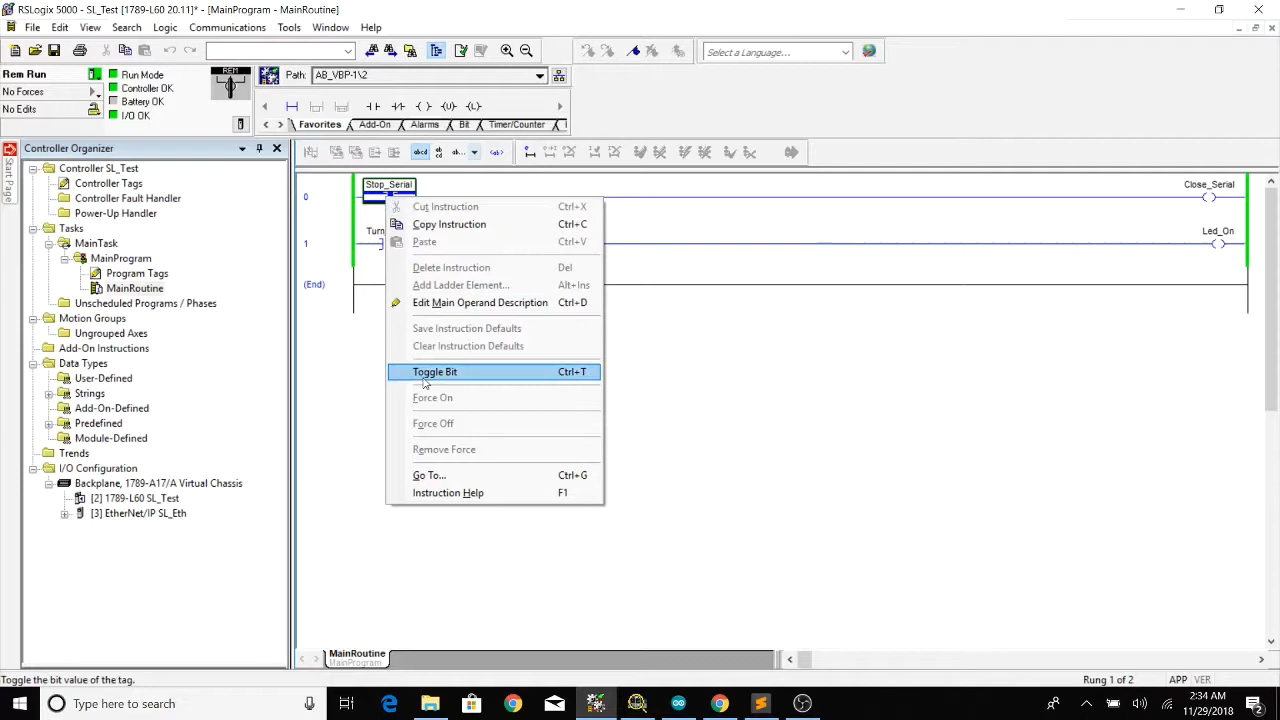 RSLogix 5000 - SL_Test [1789-L60 20.11]* - [MainProgram - MainRoutine]
File Edit View Search Logic Communications Tools Window Help
Select a Language...
Rem Run
Run Mode
No Forces
Controller OK
Battery OK
No Edits
I/O OK
REM
Path: AB_VBP-1\2
Favorites Add-On Alarms Bit Timer/Counter
Start Page
Controller Organizer
Controller SL_Test
Controller Tags
Controller Fault Handler
Power-Up Handler
Tasks
MainTask
MainProgram
Program Tags
MainRoutine
Unscheduled Programs / Phases
Motion Groups
Ungrouped Axes
Add-On Instructions
Data Types
User-Defined
Strings
Add-On-Defined
Predefined
Module-Defined
Trends
I/O Configuration
Backplane, 1789-A17/A Virtual Chassis
[2] 1789-L60 SL_Test
[3] EtherNet/IP SL_Eth
Stop_Serial
Close_Serial
0
Turn
Led_On
1
(End)
Cut Instruction Ctrl+X
Copy Instruction Ctrl+C
Paste Ctrl+V
Delete Instruction Del
Add Ladder Element... Alt+Ins
Edit Main Operand Description Ctrl+D
Save Instruction Defaults
Clear Instruction Defaults
Toggle Bit Ctrl+T
Force On
Force Off
Remove Force
Go To... Ctrl+G
Instruction Help F1
MainRoutine
MainProgram
Toggle the bit value of the tag.
Rung 1 of 2
APP VER
Type here to search
2:34 AM
11/29/2018
2